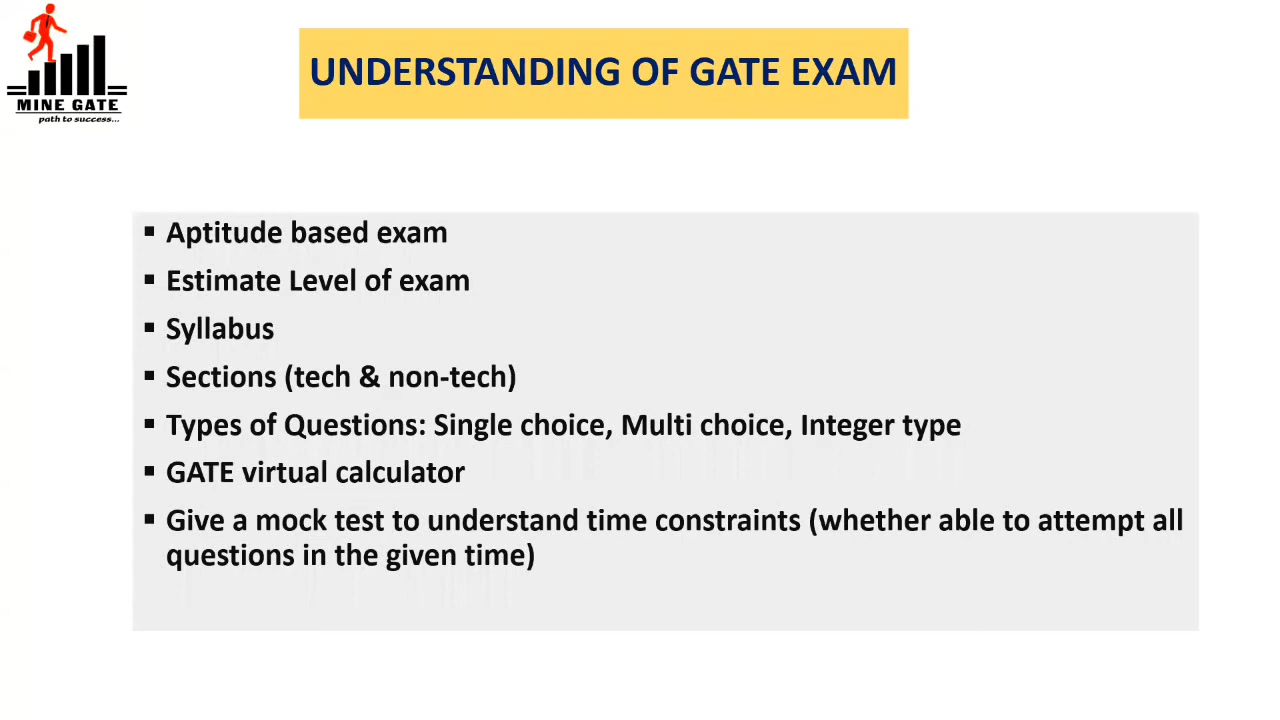 MINE GATE
path to success...
UNDERSTANDING OF GATE EXAM
▪ Aptitude based exam
▪ Estimate Level of exam
▪ Syllabus
▪ Sections (tech & non-tech)
▪ Types of Questions: Single choice, Multi choice, Integer type
▪ GATE virtual calculator
▪ Give a mock test to understand time constraints (whether able to attempt all
questions in the given time)